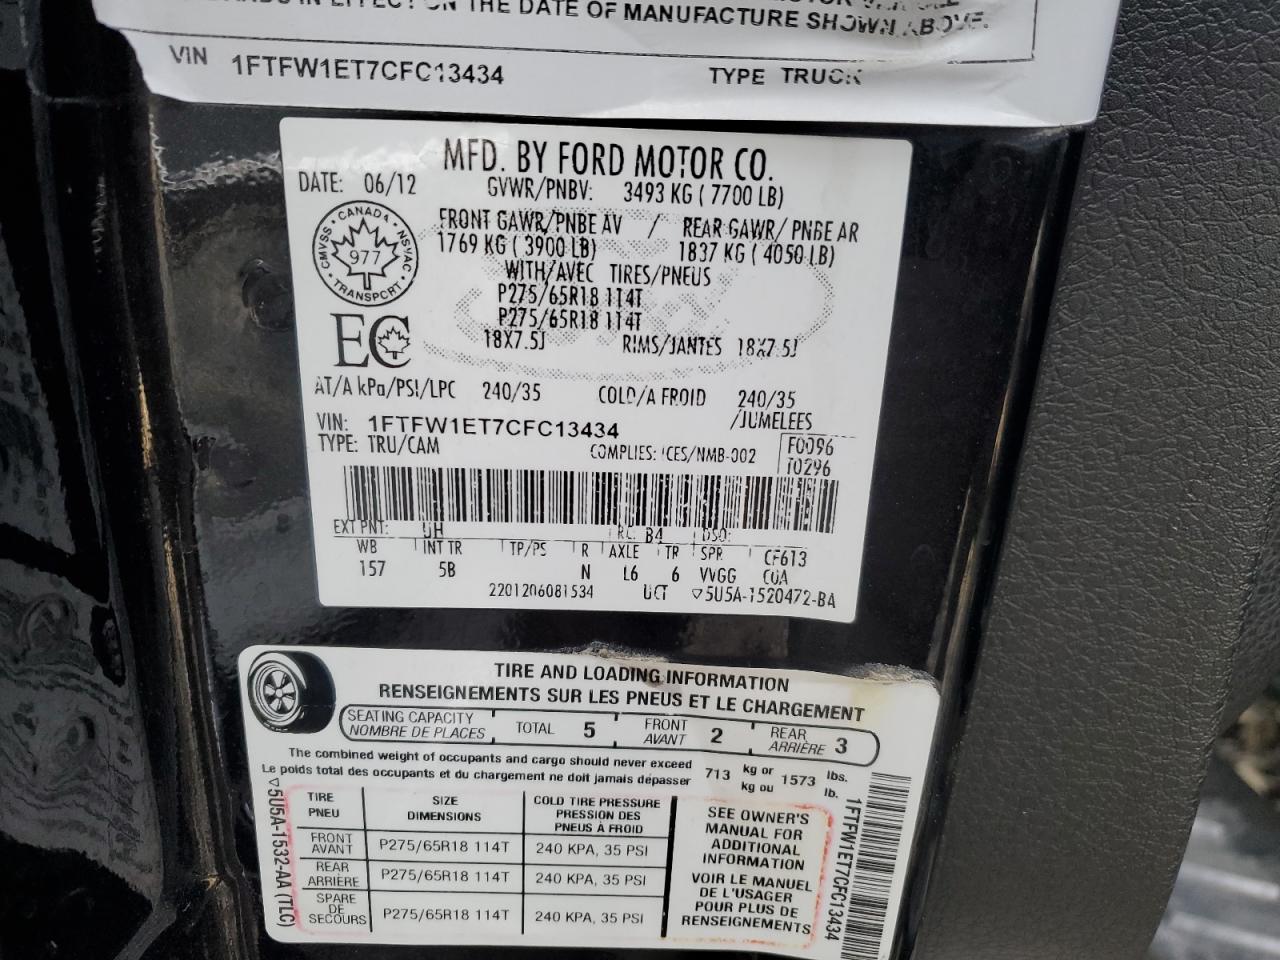 THE DATE OF MANUFACTURE SHOWN ABOVE.
VIN 1FTFW1ET7CFC13434 TYPE TRUCK
MFD. BY FORD MOTOR CO.
DATE: 06/12 GVWR/PNBV: 3493 KG ( 7700 LB)
FRONT GAWR/PNBE AV / REAR GAWR/ PNBE AR
1769 KG ( 3900 LB) 1837 KG ( 4050 LB)
WITH/AVEC TIRES/PNEUS
P275/65R18 114T
P275/65R18 114T
18X7.5J RIMS/JANTES 18X7.5J
CANADA
CMVSS NSVAC
977
TRANSPORT
EC
AT/A kPa/PSI/LPC 240/35 COLD/A FROID 240/35
/JUMELEES
VIN: 1FTFW1ET7CFC13434
TYPE: TRU/CAM COMPLIES: ICES/NMB-002
F0096
T0296
EXT PNT: UH RC: B4 DSO:
WB INT TR TP/PS R AXLE TR SPR CF613
157 5B N L6 6 VVGG
2201206081534 UCT ▽5U5A-1520472-BA
TIRE AND LOADING INFORMATION
RENSEIGNEMENTS SUR LES PNEUS ET LE CHARGEMENT
SEATING CAPACITY
NOMBRE DE PLACES
TOTAL 5
FRONT
AVANT 2
REAR
ARRIÈRE 3
The combined weight of occupants and cargo should never exceed
Le poids total des occupants et du chargement ne doit jamais dépasser
713 kg or
kg ou
1573 lbs.
lb.
TIRE
PNEU
SIZE
DIMENSIONS
COLD TIRE PRESSURE
PRESSION DES
PNEUS À FROID
FRONT
AVANT
P275/65R18 114T 240 KPA, 35 PSI
REAR
ARRIÈRE
P275/65R18 114T 240 KPA, 35 PSI
SPARE
DE
SECOURS
P275/65R18 114T 240 KPA, 35 PSI
SEE OWNER'S
MANUAL FOR
ADDITIONAL
INFORMATION
VOIR LE MANUEL
DE L'USAGER
POUR PLUS DE
RENSEIGNEMENTS
▽5U5A-1532-AA (TLC)
1FTFW1ET7CFC13434